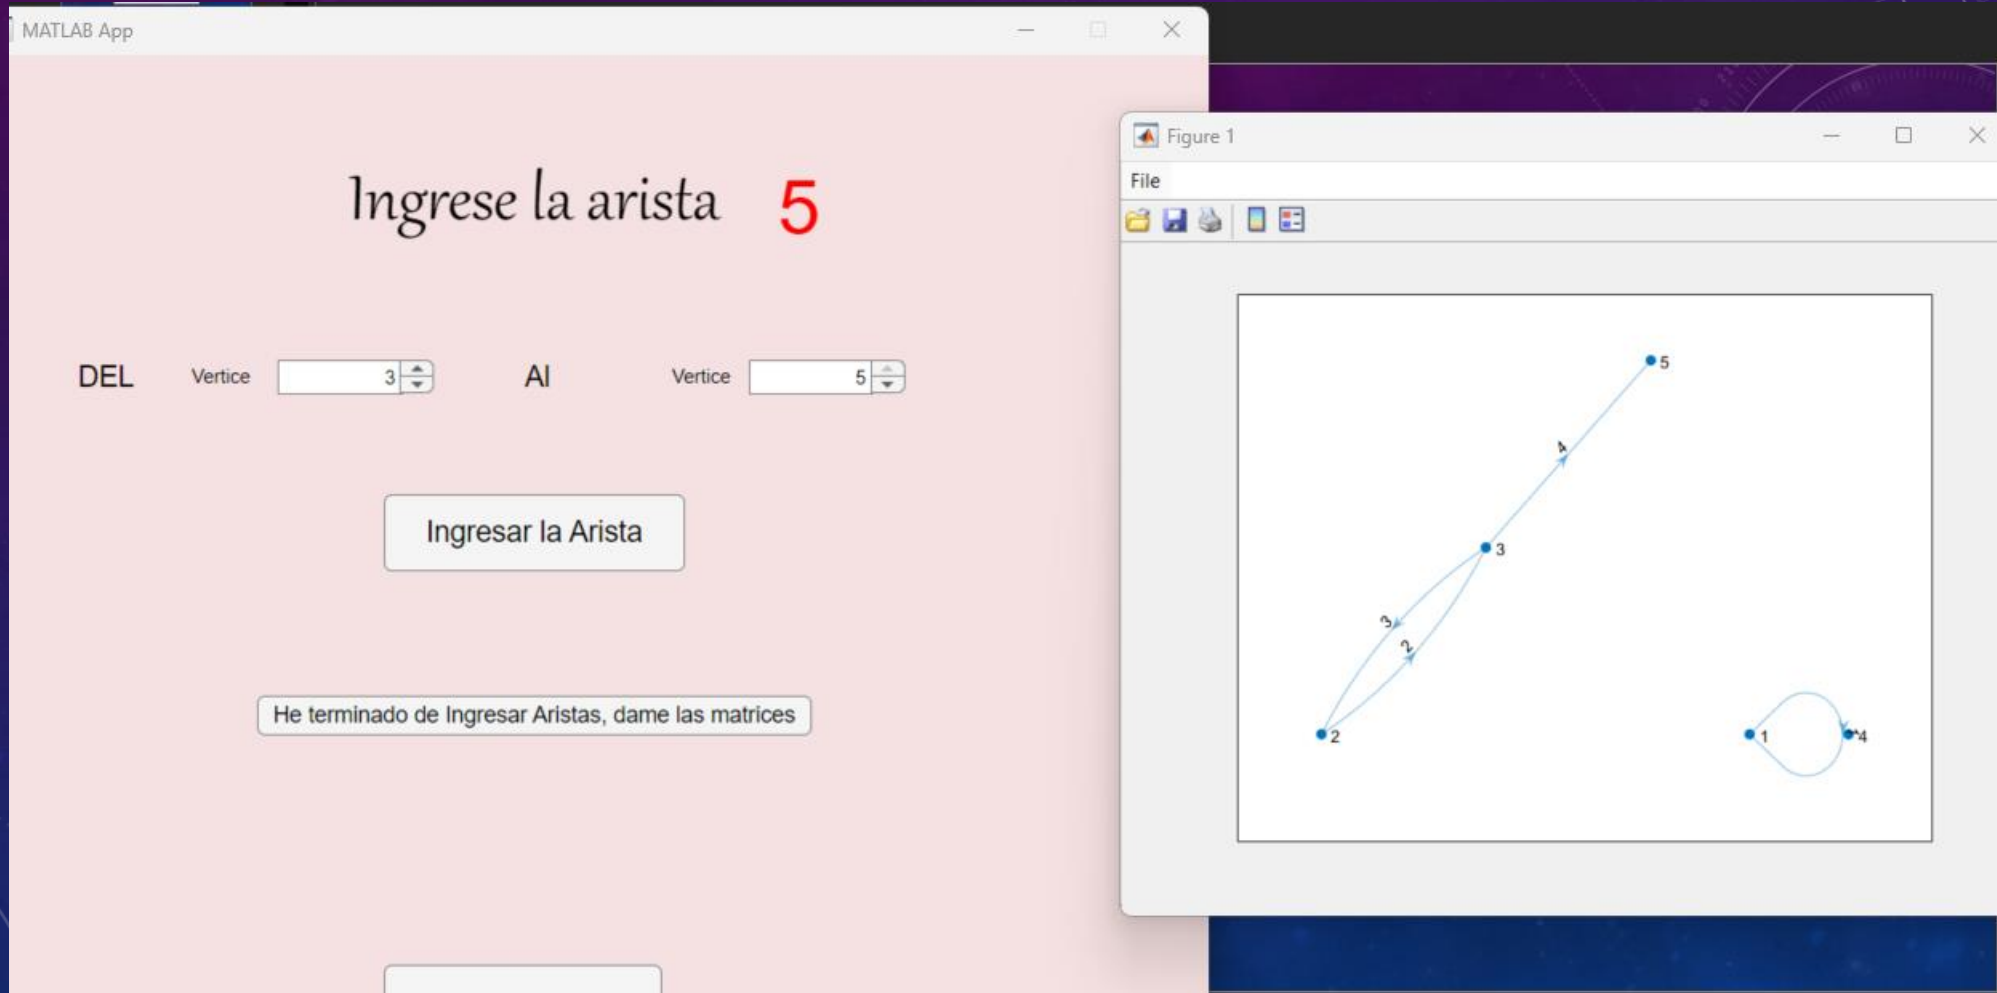 MATLAB App
Ingrese la arista 5
DEL Vertice 3 Al Vertice 5
Ingresar la Arista
He terminado de Ingresar Aristas, dame las matrices
Figure 1
File
5
4
3
3
2
2
1
4